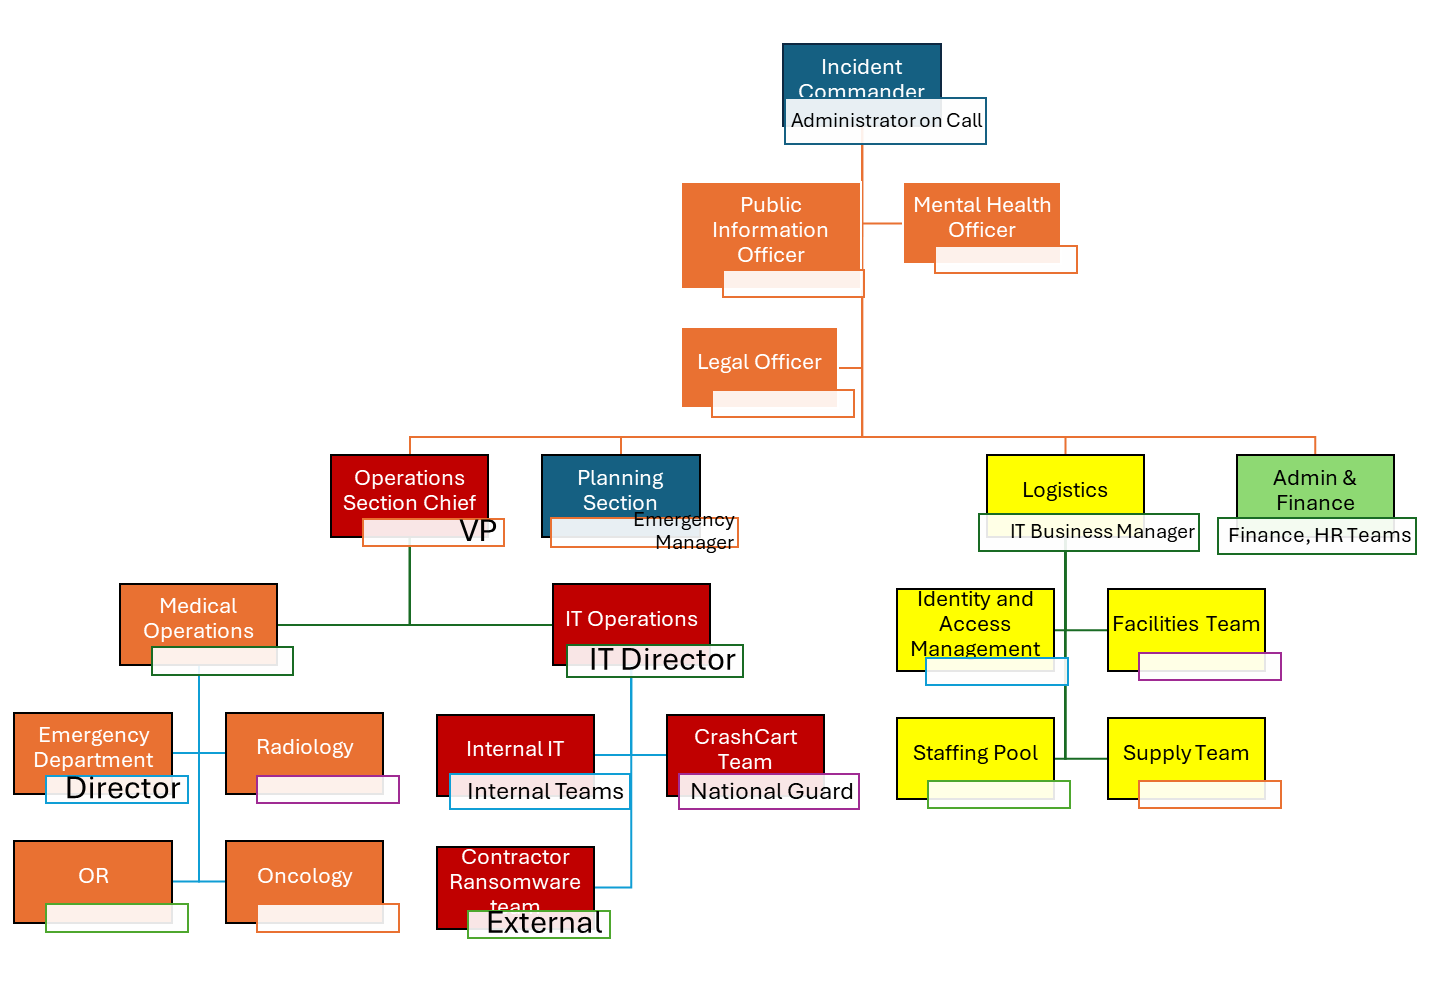 Incident
Commander
Administrator on Call
Public
Information
Officer
Mental Health
Officer
Legal Officer
Operations
Section Chief
VP
Planning
Section
Emergency
Manager
Logistics
IT Business Manager
Admin &
Finance
Finance, HR Teams
Medical
Operations
IT Operations
IT Director
Identity and
Access
Management
Facilities Team
Emergency
Department
Director
Radiology
Internal IT
Internal Teams
CrashCart
Team
National Guard
Staffing Pool
Supply Team
OR
Oncology
Contractor
Ransomware
team
External